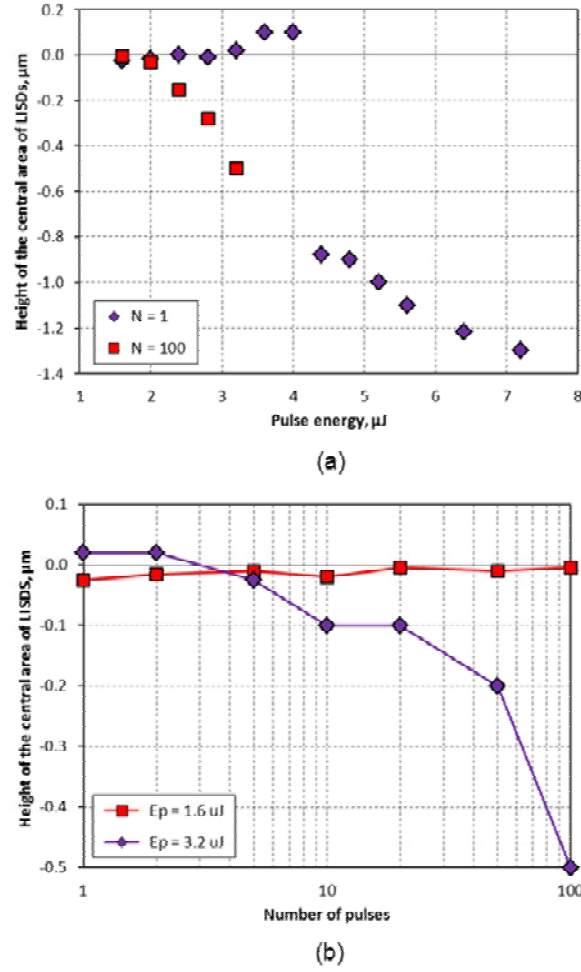 Height of the central area of LISDs, µm
0.2
0.0
-0.2
-0.4
-0.6
-0.8
-1.0
-1.2
-1.4
N = 1
N = 100
1 2 3 4 5 6 7 8
Pulse energy, µJ
(a)
Height of the central area of LISDS, µm
0.1
0.0
-0.1
-0.2
-0.3
-0.4
-0.5
Ep = 1.6 uJ
Ep = 3.2 uJ
1 10 100
Number of pulses
(b)